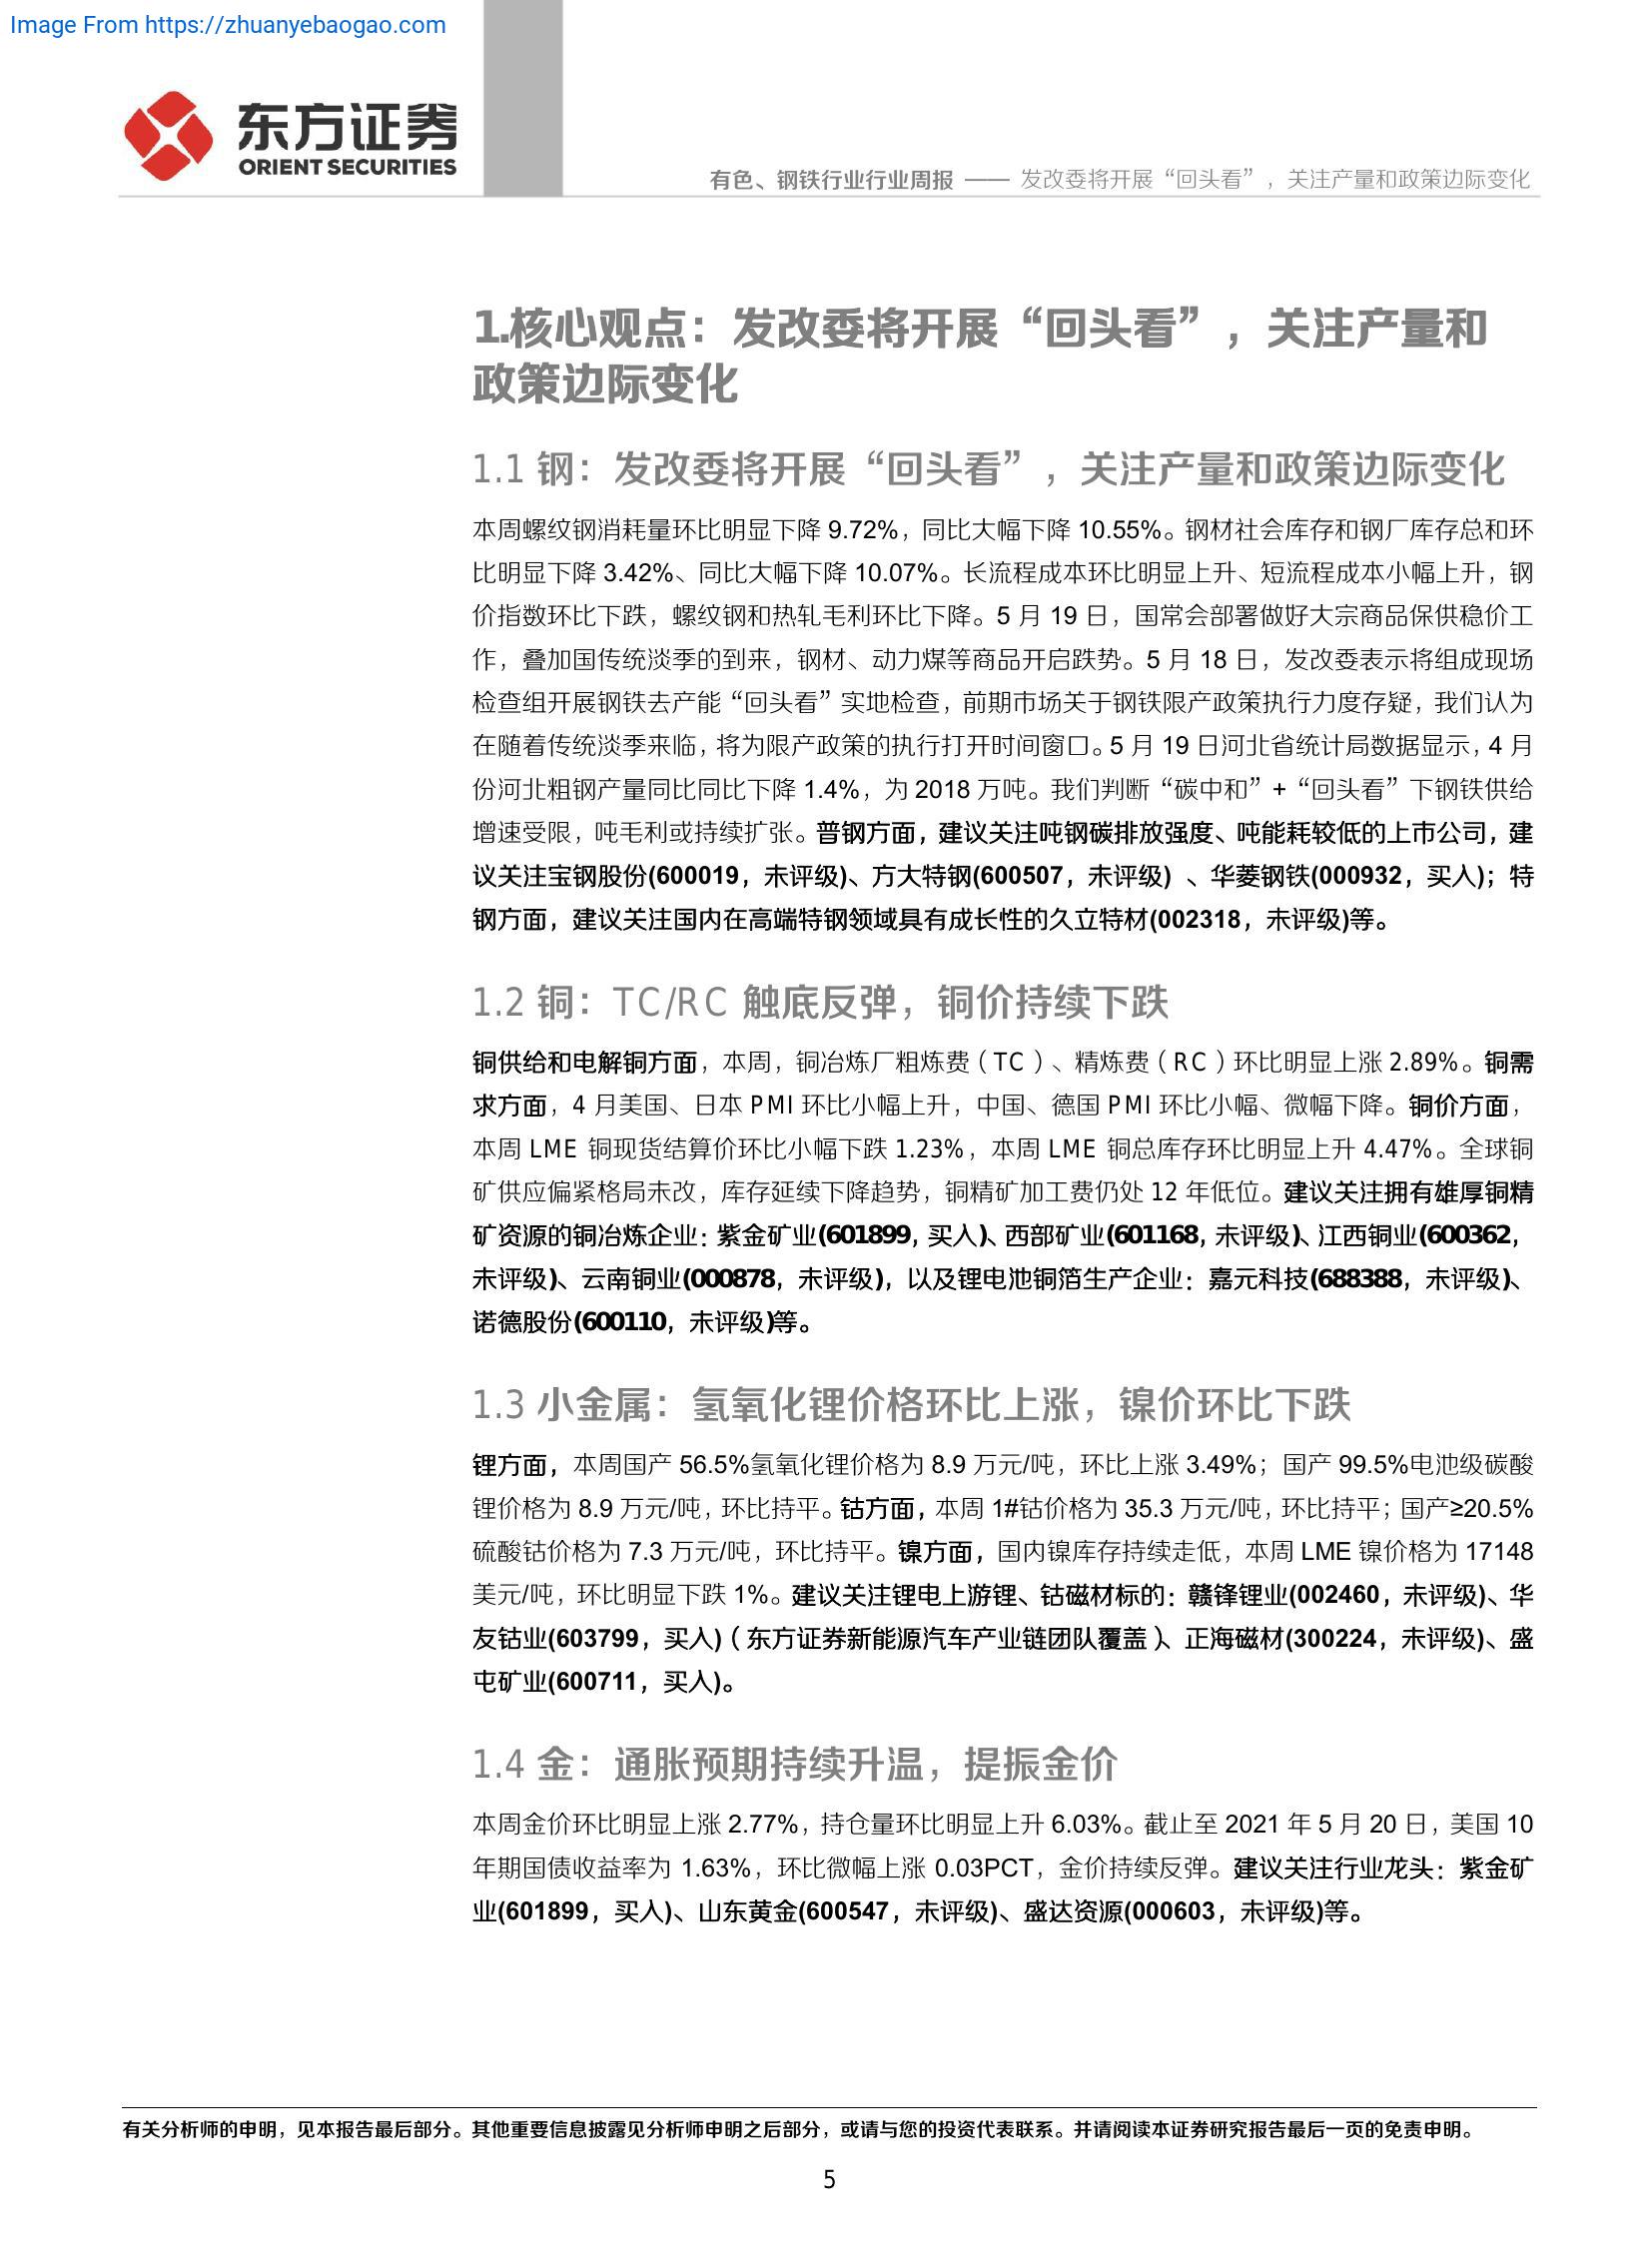 Image From https://zhuanyebaogao.com
东方证券
ORIENT SECURITIES
有色、钢铁行业行业周报 —— 发改委将开展“回头看”，关注产量和政策边际变化
1.核心观点：发改委将开展“回头看”，关注产量和
政策边际变化
1.1 钢：发改委将开展“回头看”，关注产量和政策边际变化
本周螺纹钢消耗量环比明显下降 9.72%，同比大幅下降 10.55%。钢材社会库存和钢厂库存总和环
比明显下降 3.42%、同比大幅下降 10.07%。长流程成本环比明显上升、短流程成本小幅上升，钢
价指数环比下跌，螺纹钢和热轧毛利环比下降。5 月 19 日，国常会部署做好大宗商品保供稳价工
作，叠加国传统淡季的到来，钢材、动力煤等商品开启跌势。5 月 18 日，发改委表示将组成现场
检查组开展钢铁去产能“回头看”实地检查，前期市场关于钢铁限产政策执行力度存疑，我们认为
在随着传统淡季来临，将为限产政策的执行打开时间窗口。5 月 19 日河北省统计局数据显示，4 月
份河北粗钢产量同比同比下降 1.4%，为 2018 万吨。我们判断“碳中和”+“回头看”下钢铁供给
增速受限，吨毛利或持续扩张。普钢方面，建议关注吨钢碳排放强度、吨能耗较低的上市公司，建
议关注宝钢股份(600019，未评级)、方大特钢(600507，未评级) 、华菱钢铁(000932，买入)；特
钢方面，建议关注国内在高端特钢领域具有成长性的久立特材(002318，未评级)等。
1.2 铜：TC/RC 触底反弹，铜价持续下跌
铜供给和电解铜方面，本周，铜冶炼厂粗炼费（TC）、精炼费（RC）环比明显上涨 2.89%。铜需
求方面，4 月美国、日本 PMI 环比小幅上升，中国、德国 PMI 环比小幅、微幅下降。铜价方面，
本周 LME 铜现货结算价环比小幅下跌 1.23%，本周 LME 铜总库存环比明显上升 4.47%。全球铜
矿供应偏紧格局未改，库存延续下降趋势，铜精矿加工费仍处 12 年低位。建议关注拥有雄厚铜精
矿资源的铜冶炼企业：紫金矿业(601899，买入)、西部矿业(601168，未评级)、江西铜业(600362，
未评级)、云南铜业(000878，未评级)，以及锂电池铜箔生产企业：嘉元科技(688388，未评级)、
诺德股份(600110，未评级)等。
1.3 小金属：氢氧化锂价格环比上涨，镍价环比下跌
锂方面，本周国产 56.5%氢氧化锂价格为 8.9 万元/吨，环比上涨 3.49%；国产 99.5%电池级碳酸
锂价格为 8.9 万元/吨，环比持平。钴方面，本周 1#钴价格为 35.3 万元/吨，环比持平；国产≥20.5%
硫酸钴价格为 7.3 万元/吨，环比持平。镍方面，国内镍库存持续走低，本周 LME 镍价格为 17148
美元/吨，环比明显下跌 1%。建议关注锂电上游锂、钴磁材标的：赣锋锂业(002460，未评级)、华
友钴业(603799，买入)（东方证券新能源汽车产业链团队覆盖）、正海磁材(300224，未评级)、盛
屯矿业(600711，买入)。
1.4 金：通胀预期持续升温，提振金价
本周金价环比明显上涨 2.77%，持仓量环比明显上升 6.03%。截止至 2021 年 5 月 20 日，美国 10
年期国债收益率为 1.63%，环比微幅上涨 0.03PCT，金价持续反弹。建议关注行业龙头：紫金矿
业(601899，买入)、山东黄金(600547，未评级)、盛达资源(000603，未评级)等。
有关分析师的申明，见本报告最后部分。其他重要信息披露见分析师申明之后部分，或请与您的投资代表联系。并请阅读本证券研究报告最后一页的免责申明。
5